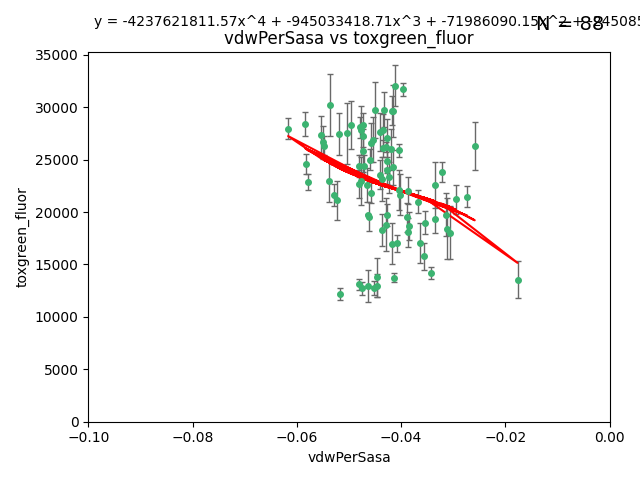 y = -4237621811.57x^4 + -945033418.71x^3 + -71986090.15x^2 +
N = 88
vdwPerSasa vs toxgreen_fluor
toxgreen_fluor
35000
30000
25000
20000
15000
10000
5000
0
−0.10
−0.08
−0.06
−0.04
−0.02
0.00
vdwPerSasa